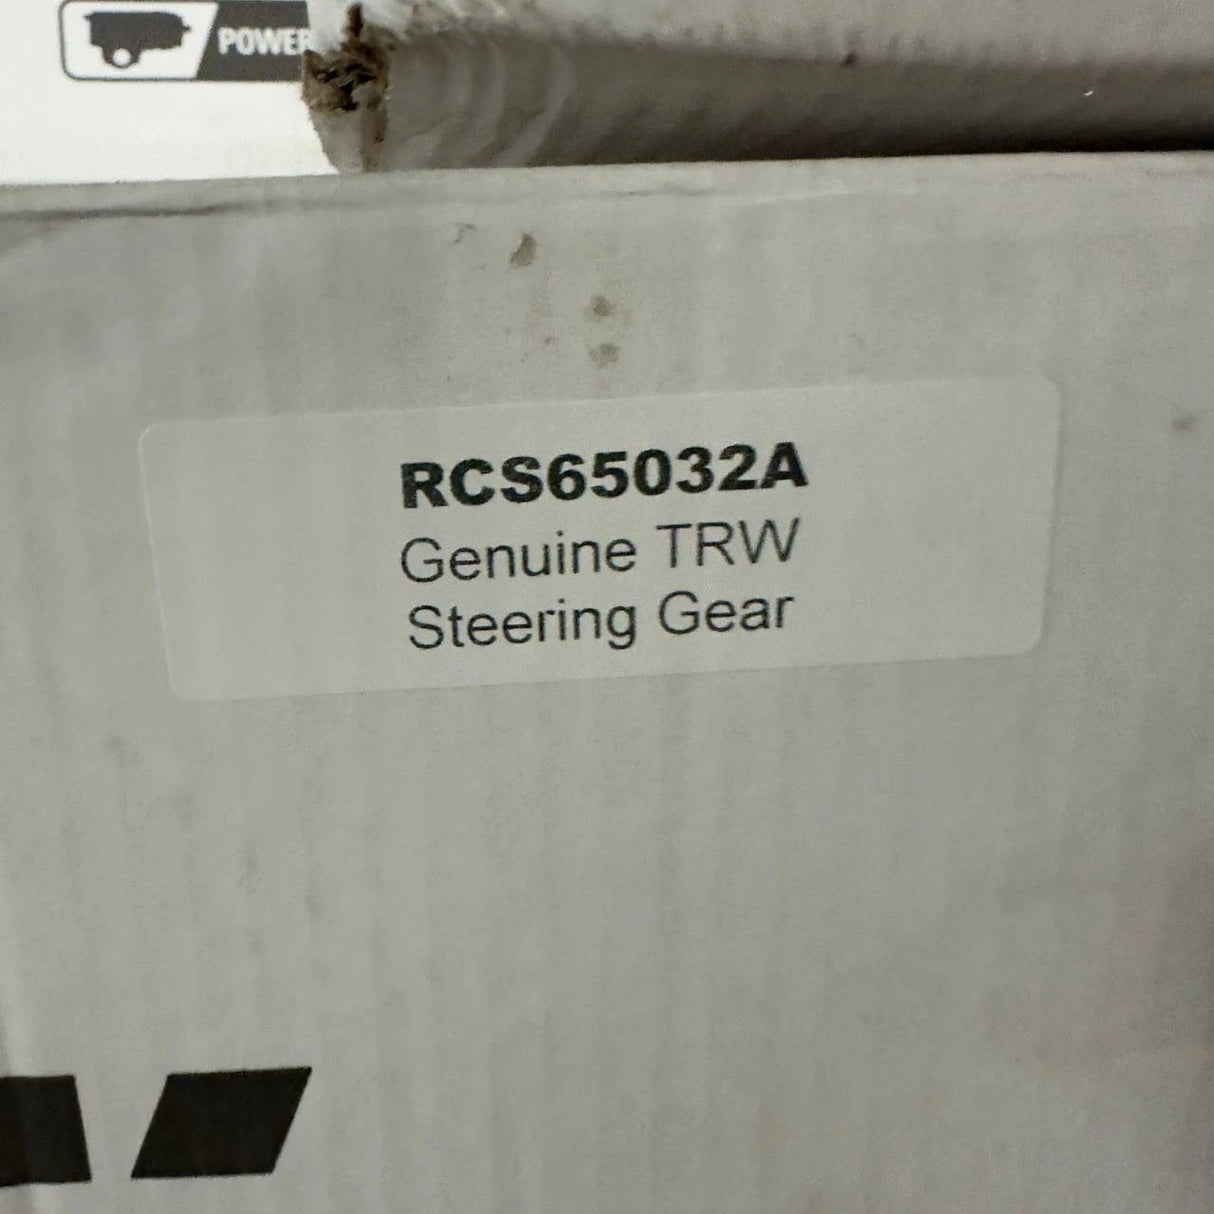 POWER
RCS65032A
Genuine TRW
Steering Gear